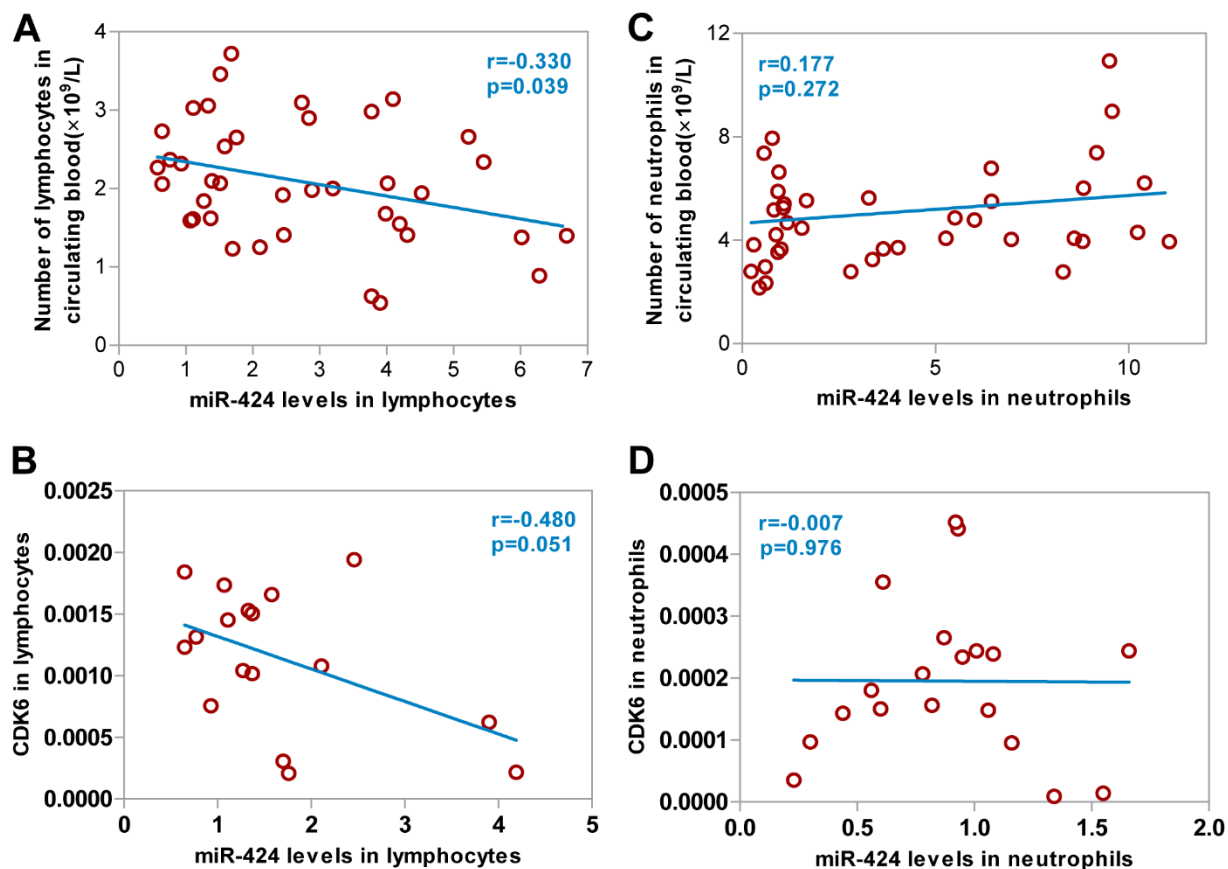 A
Number of lymphocytes in
circulating blood(×10⁹/L)
4
3
2
1
0
r=-0.330
p=0.039
0 1 2 3 4 5 6 7
miR-424 levels in lymphocytes
C
Number of neutrophils in
circulating blood(×10⁹/L)
12
8
4
0
r=0.177
p=0.272
0 5 10
miR-424 levels in neutrophils
B
CDK6 in lymphocytes
0.0025
0.0020
0.0015
0.0010
0.0005
0.0000
r=-0.480
p=0.051
0 1 2 3 4 5
miR-424 levels in lymphocytes
D
CDK6 in neutrophils
0.0005
0.0004
0.0003
0.0002
0.0001
0.0000
r=-0.007
p=0.976
0.0 0.5 1.0 1.5 2.0
miR-424 levels in neutrophils